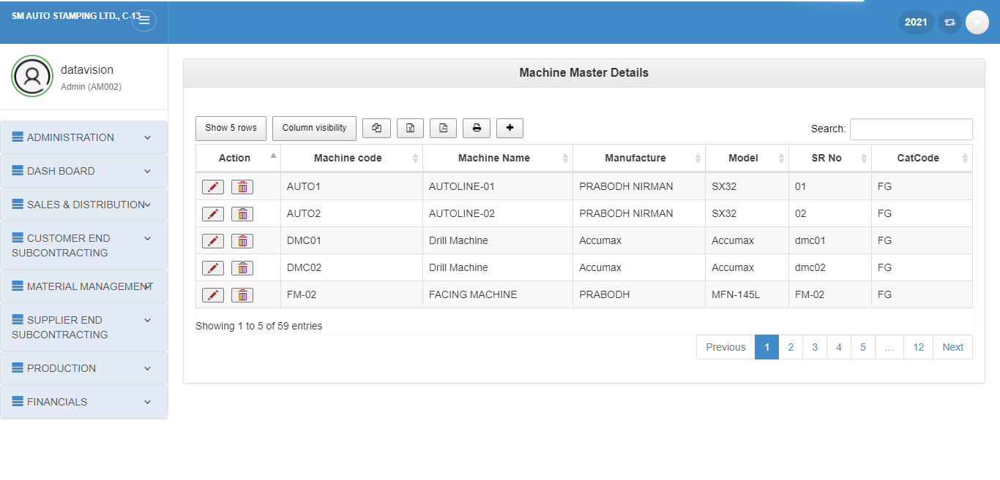 SM AUTO STAMPING LTD., C-13
2021
datavision
Admin (AM002)
ADMINISTRATION
DASH BOARD
SALES & DISTRIBUTION
CUSTOMER END
SUBCONTRACTING
MATERIAL MANAGEMENT
SUPPLIER END
SUBCONTRACTING
PRODUCTION
FINANCIALS
Machine Master Details
Show 5 rows Column visibility Search:
Action Machine code Machine Name Manufacture Model SR No CatCode
AUTO1 AUTOLINE-01 PRABODH NIRMAN SX32 01 FG
AUTO2 AUTOLINE-02 PRABODH NIRMAN SX32 02 FG
DMC01 Drill Machine Accumax Accumax dmc01 FG
DMC02 Drill Machine Accumax Accumax dmc02 FG
FM-02 FACING MACHINE PRABODH MFN-145L FM-02 FG
Showing 1 to 5 of 59 entries
Previous 1 2 3 4 5 … 12 Next